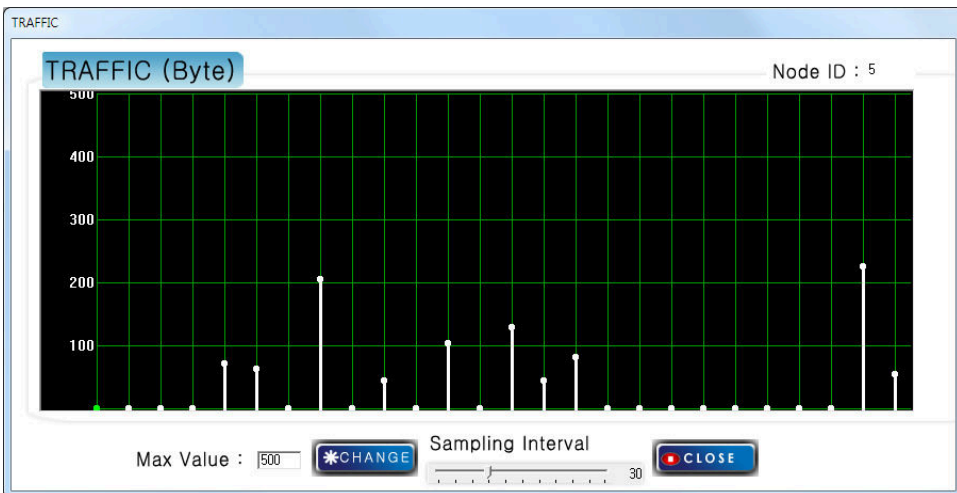 TRAFFIC
TRAFFIC (Byte)
Node ID : 5
500
400
300
200
100
Max Value : 500
CHANGE
Sampling Interval
30
CLOSE